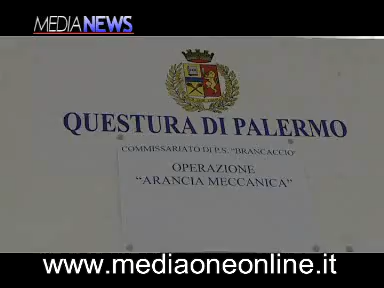 MEDIANEWS
QUESTURA DI PALERMO
COMMISSARIATO DI P.S. "BRANCACCIO"
OPERAZIONE
"ARANCIA MECCANICA"
www.mediaoneonline.it